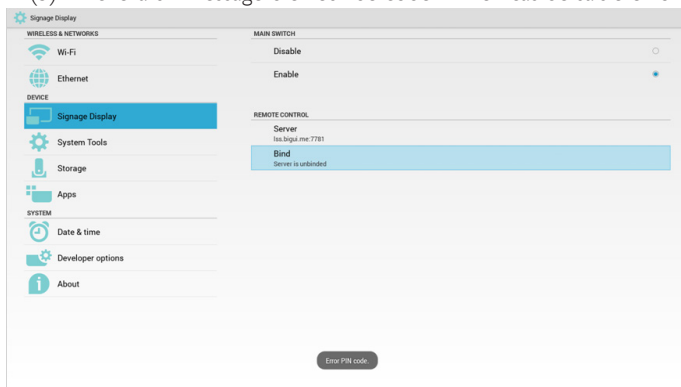 Signage Display
WIRELESS & NETWORKS
Wi-Fi
Ethernet
DEVICE
Signage Display
System Tools
Storage
Apps
SYSTEM
Date & time
Developer options
About
MAIN SWITCH
Disable
Enable
REMOTE CONTROL
Server
lss.bigui.me:7781
Bind
Server is unbinded
Error PIN code.